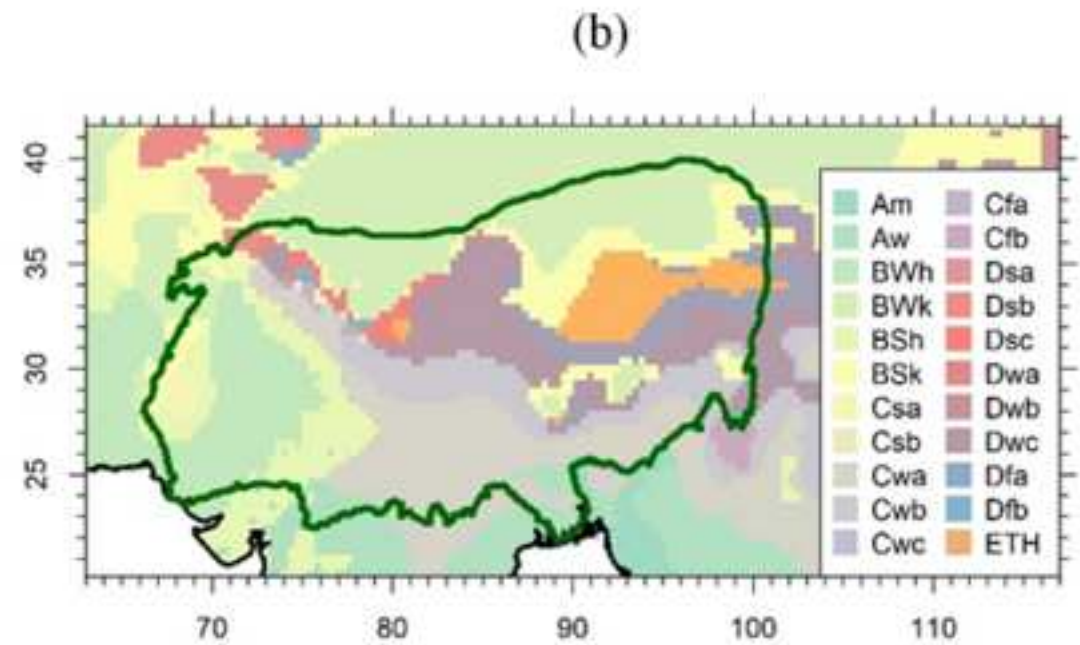 (b)
40
35
30
25
70 80 90 100 110
Am Cfa
Aw Cfb
BWh Dsa
BWk Dsb
BSh Dsc
BSk Dwa
Csa Dwb
Csb Dwc
Cwa Dfa
Cwb Dfb
Cwc ETH